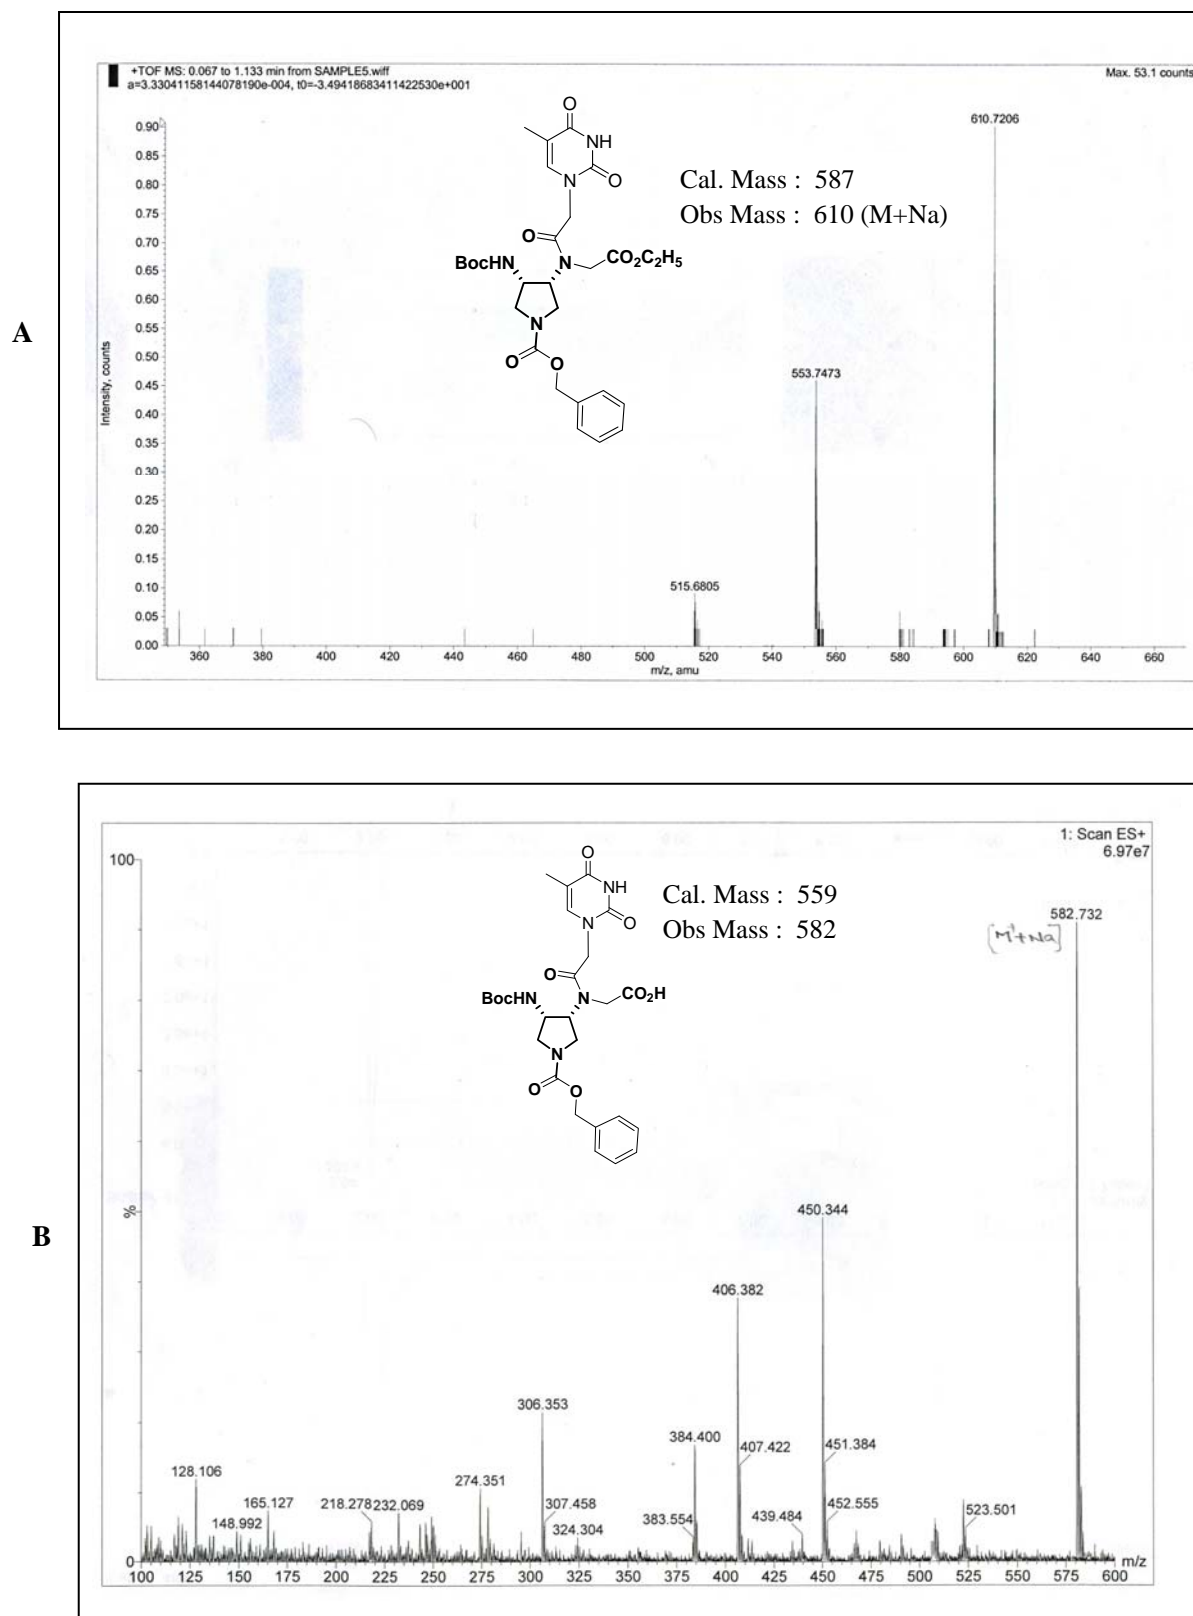 +TOF MS: 0.067 to 1.133 min from SAMPLE5.wiff
a=3.33041158144078190e-004, t0=-3.49418683411422530e+001
Max. 53.1 counts
Cal. Mass : 587
Obs Mass : 610 (M+Na)
O
NH
N
O
O
N
CO₂C₂H₅
BocHN
N
O
O
A
Intensity, counts
0.90
0.85
0.80
0.75
0.70
0.65
0.60
0.55
0.50
0.45
0.40
0.35
0.30
0.25
0.20
0.15
0.10
0.05
0.00
610.7206
553.7473
515.6805
360 380 400 420 440 460 480 500 520 540 560 580 600 620 640 660
m/z, amu
B
1: Scan ES+
6.97e7
Cal. Mass : 559
Obs Mass : 582
O
NH
N
O
O
N
CO₂H
BocHN
N
O
O
100
%
0
582.732
[M⁺+Na]
450.344
406.382
306.353
384.400
407.422
451.384
128.106
165.127
148.992
218.278
232.069
274.351
307.458
324.304
383.554
439.484
452.555
523.501
100 125 150 175 200 225 250 275 300 325 350 375 400 425 450 475 500 525 550 575 600
m/z